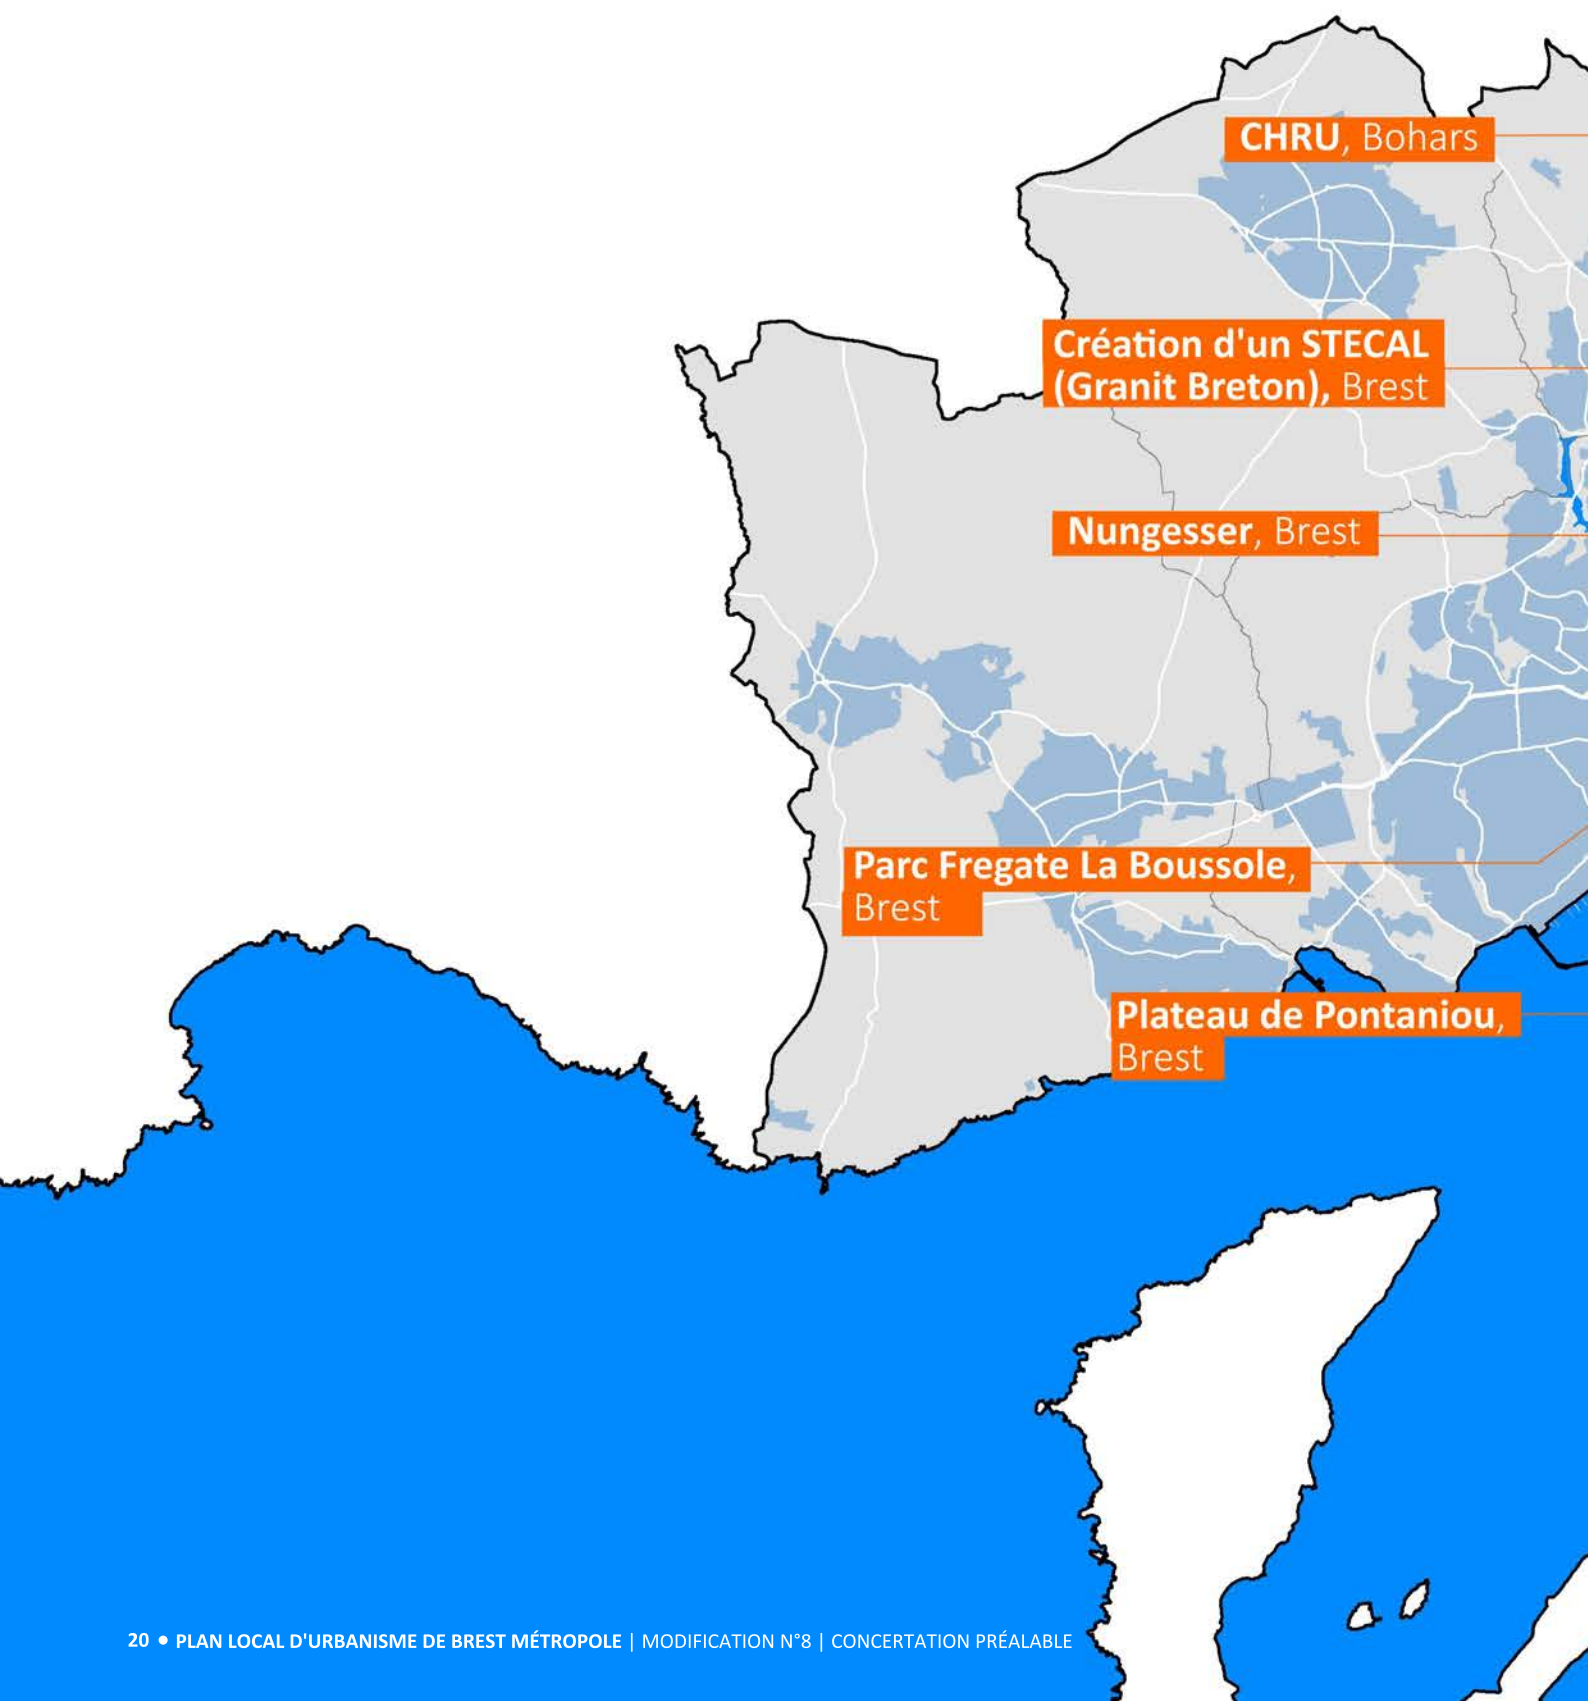 CHRU, Bohars
Création d'un STECAL
(Granit Breton), Brest
Nungesser, Brest
Parc Fregate La Boussole,
Brest
Plateau de Pontaniou,
Brest
20 • PLAN LOCAL D'URBANISME DE BREST MÉTROPOLE | MODIFICATION N°8 | CONCERTATION PRÉALABLE